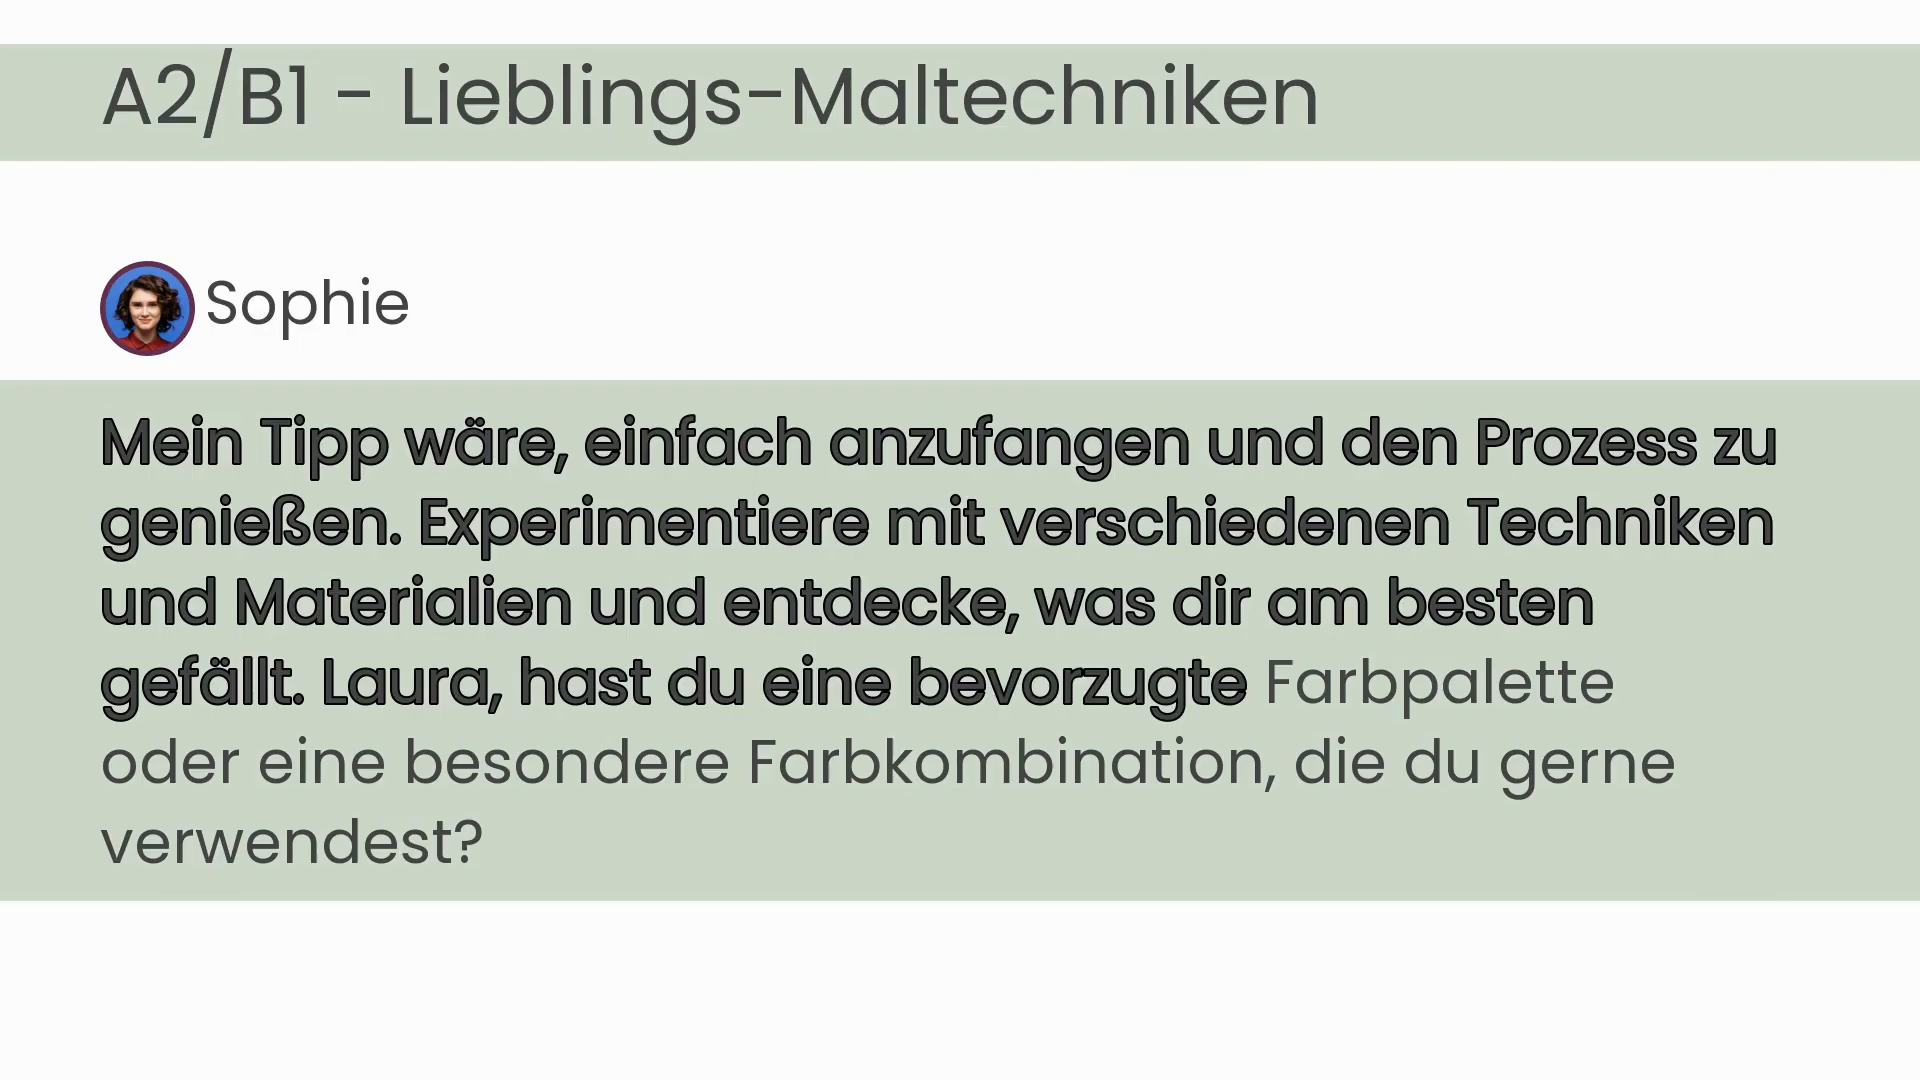 A2/B1 - Lieblings-Maltechniken
Sophie
Mein Tipp wäre, einfach anzufangen und den Prozess zu
genießen. Experimentiere mit verschiedenen Techniken
und Materialien und entdecke, was dir am besten
gefällt. Laura, hast du eine bevorzugte Farbpalette
oder eine besondere Farbkombination, die du gerne
verwendest?